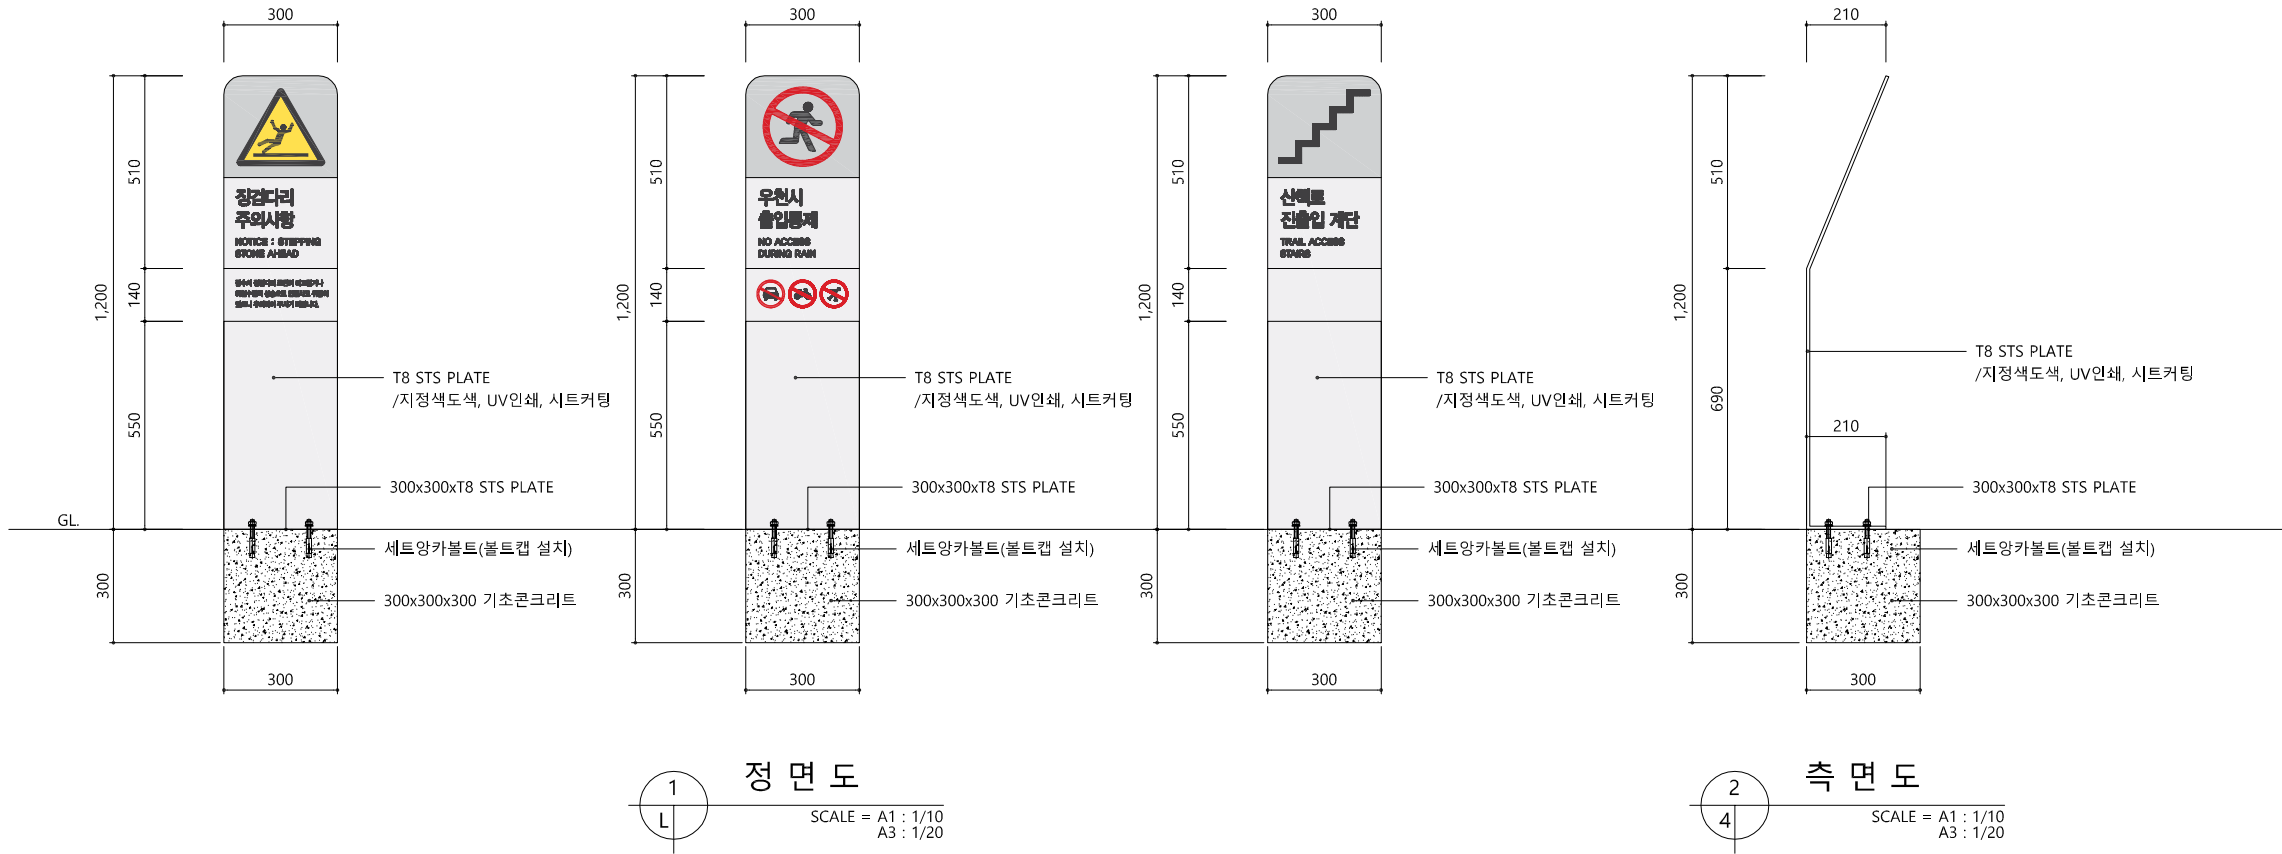 300
300
300
210
1,200
510
140
550
300
징검다리
주의사항
NOTICE : STEPPING
STONE AHEAD
T8 STS PLATE
/지정색도색, UV인쇄, 시트커팅
300x300xT8 STS PLATE
GL.
세트앙카볼트(볼트캡 설치)
300x300x300 기초콘크리트
300
1,200
510
140
550
300
우천시
출입통제
NO ACCESS
DURING RAIN
T8 STS PLATE
/지정색도색, UV인쇄, 시트커팅
300x300xT8 STS PLATE
세트앙카볼트(볼트캡 설치)
300x300x300 기초콘크리트
300
1,200
510
140
550
300
산책로
진출입 계단
TRAIL ACCESS
STAIRS
T8 STS PLATE
/지정색도색, UV인쇄, 시트커팅
300x300xT8 STS PLATE
세트앙카볼트(볼트캡 설치)
300x300x300 기초콘크리트
300
1,200
510
690
300
T8 STS PLATE
/지정색도색, UV인쇄, 시트커팅
210
300x300xT8 STS PLATE
세트앙카볼트(볼트캡 설치)
300x300x300 기초콘크리트
300
1
L
정 면 도
SCALE = A1 : 1/10
A3 : 1/20
2
4
측 면 도
SCALE = A1 : 1/10
A3 : 1/20